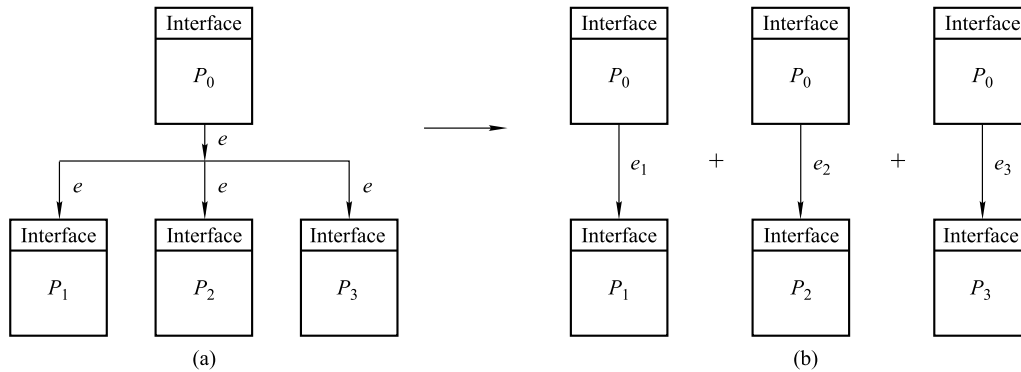 Interface
P0
e
e
e
e
Interface
P1
Interface
P2
Interface
P3
(a)
Interface
P0
Interface
P0
Interface
P0
e1
+
e2
+
e3
Interface
P1
Interface
P2
Interface
P3
(b)